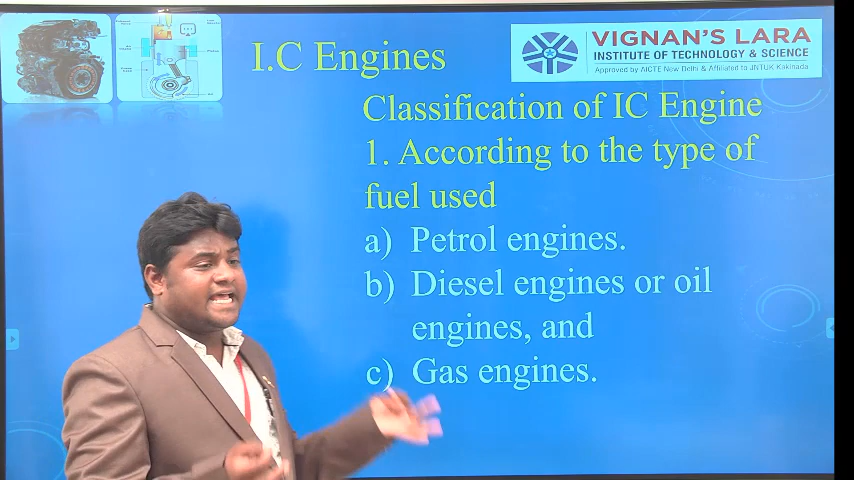 I.C Engines
VIGNAN'S LARA
INSTITUTE OF TECHNOLOGY & SCIENCE
Approved by AICTE New Delhi & Affiliated to JNTUK Kakinada
Classification of IC Engine
1. According to the type of
fuel used
a) Petrol engines.
b) Diesel engines or oil
engines, and
c) Gas engines.